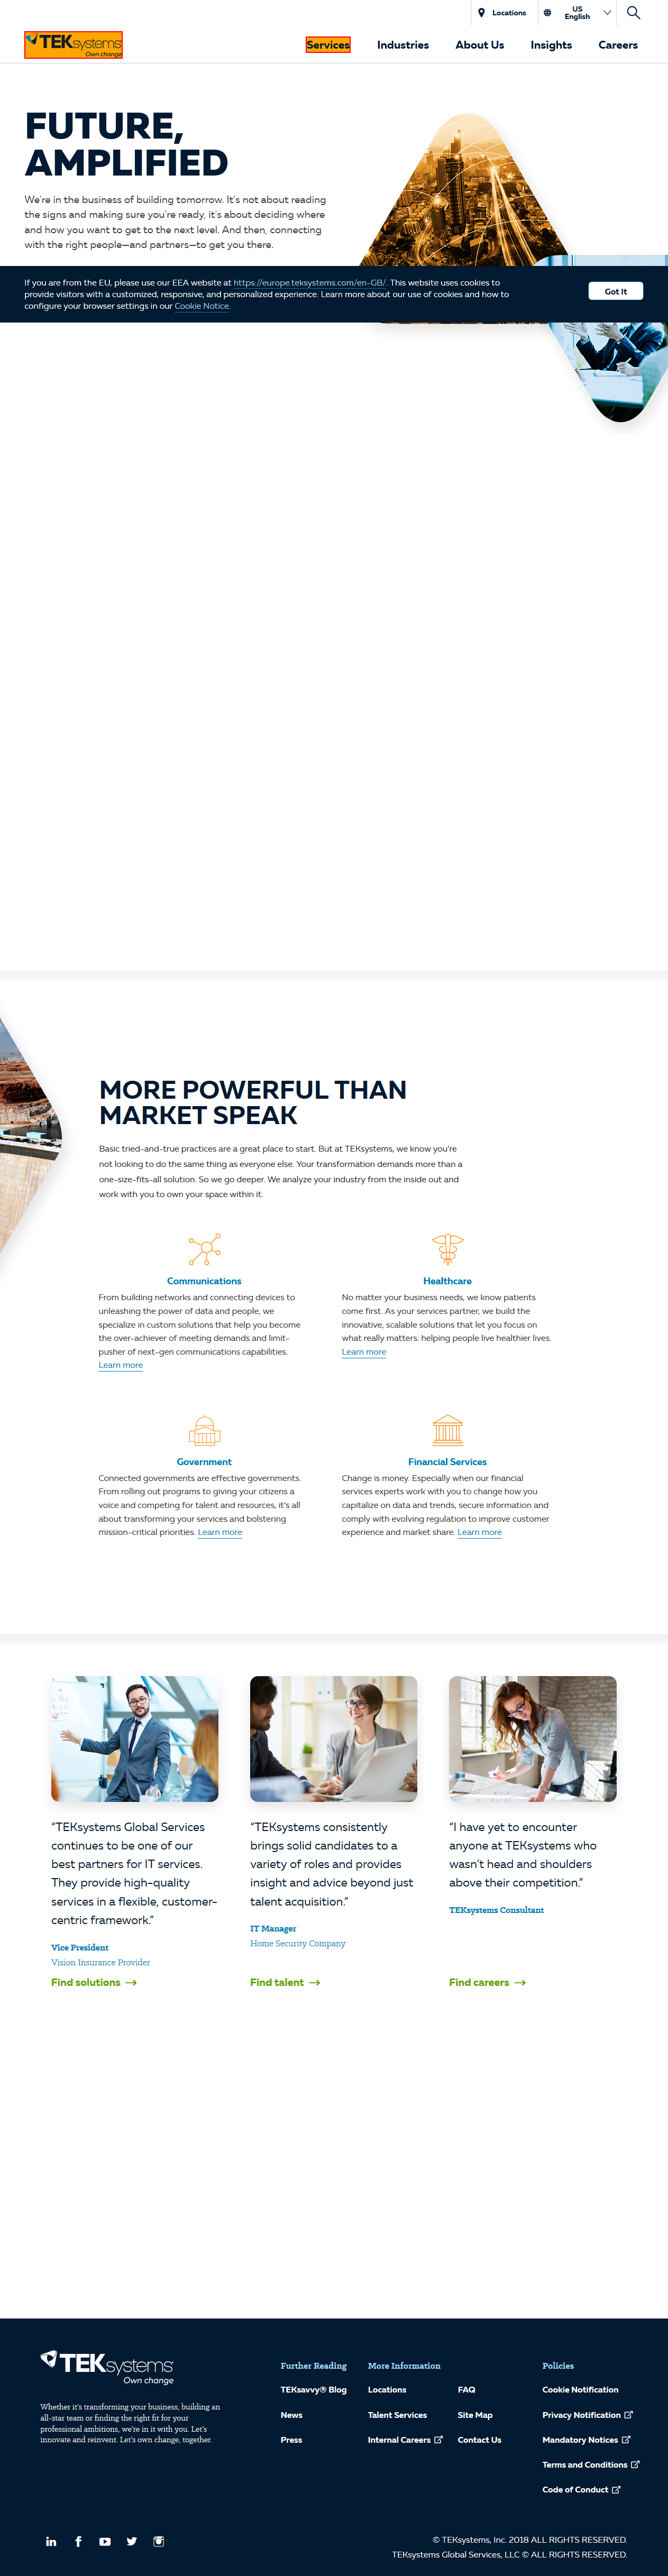 Locations
US
English
TEKsystems
Own change
Services
Industries
About Us
Insights
Careers
FUTURE,
AMPLIFIED
We're in the business of building tomorrow. It's not about reading
the signs and making sure you're ready, it's about deciding where
and how you want to get to the next level. And then, connecting
with the right people—and partners—to get you there.
If you are from the EU, please use our EEA website at https://europe.teksystems.com/en-GB/. This website uses cookies to
provide visitors with a customized, responsive, and personalized experience. Learn more about our use of cookies and how to
configure your browser settings in our Cookie Notice.
Got It
MORE POWERFUL THAN
MARKET SPEAK
Basic tried-and-true practices are a great place to start. But at TEKsystems, we know you're
not looking to do the same thing as everyone else. Your transformation demands more than a
one-size-fits-all solution. So we go deeper. We analyze your industry from the inside out and
work with you to own your space within it.
Communications
From building networks and connecting devices to
unleashing the power of data and people, we
specialize in custom solutions that help you become
the over-achiever of meeting demands and limit-
pusher of next-gen communications capabilities.
Learn more
Healthcare
No matter your business needs, we know patients
come first. As your services partner, we build the
innovative, scalable solutions that let you focus on
what really matters: helping people live healthier lives.
Learn more
Government
Connected governments are effective governments.
From rolling out programs to giving your citizens a
voice and competing for talent and resources, it's all
about transforming your services and bolstering
mission-critical priorities. Learn more
Financial Services
Change is money. Especially when our financial
services experts work with you to change how you
capitalize on data and trends, secure information and
comply with evolving regulation to improve customer
experience and market share. Learn more
“TEKsystems Global Services
continues to be one of our
best partners for IT services.
They provide high-quality
services in a flexible, customer-
centric framework.”
Vice President
Vision Insurance Provider
Find solutions
“TEKsystems consistently
brings solid candidates to a
variety of roles and provides
insight and advice beyond just
talent acquisition.”
IT Manager
Home Security Company
Find talent
“I have yet to encounter
anyone at TEKsystems who
wasn't head and shoulders
above their competition.”
TEKsystems Consultant
Find careers
TEKsystems
Own change
Whether it's transforming your business, building an
all-star team or finding the right fit for your
professional ambitions, we're in it with you. Let's
innovate and reinvent. Let's own change, together.
Further Reading
TEKsavvy® Blog
News
Press
More Information
Locations
Talent Services
Internal Careers
FAQ
Site Map
Contact Us
Policies
Cookie Notification
Privacy Notification
Mandatory Notices
Terms and Conditions
Code of Conduct
© TEKsystems, Inc. 2018 ALL RIGHTS RESERVED.
TEKsystems Global Services, LLC © ALL RIGHTS RESERVED.